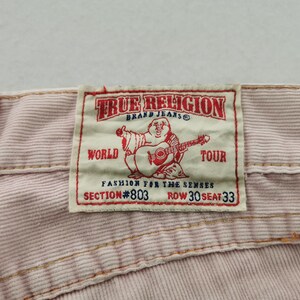 TRUE RELIGION
BRAND JEANS®
WORLD TOUR
FASHION FOR THE SENSES
SECTION#803 ROW 30 SEAT 33